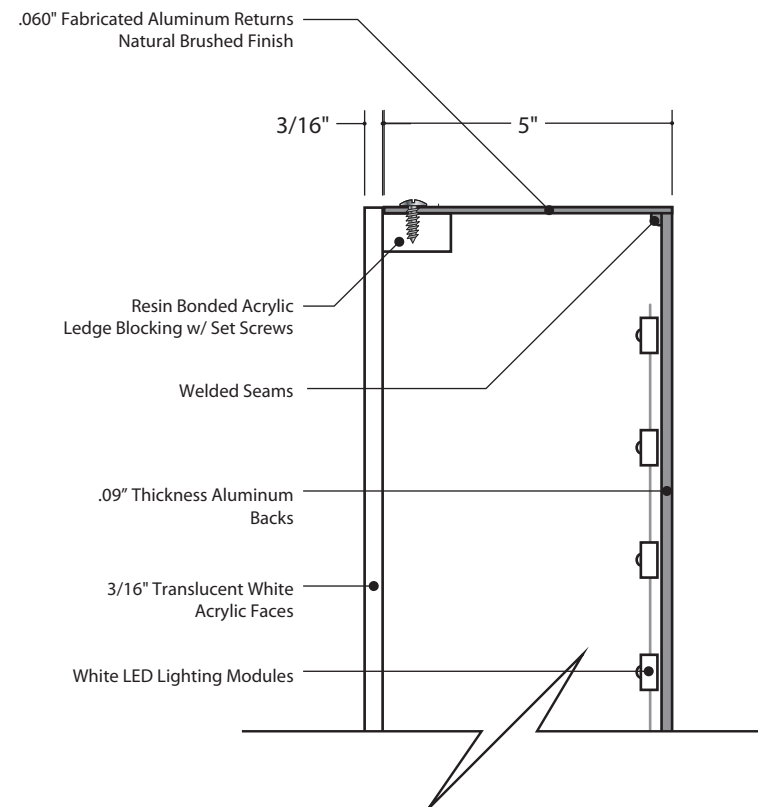 .060" Fabricated Aluminum Returns
Natural Brushed Finish
3/16"
5"
Resin Bonded Acrylic
Ledge Blocking w/ Set Screws
Welded Seams
.09” Thickness Aluminum
Backs
3/16" Translucent White
Acrylic Faces
White LED Lighting Modules